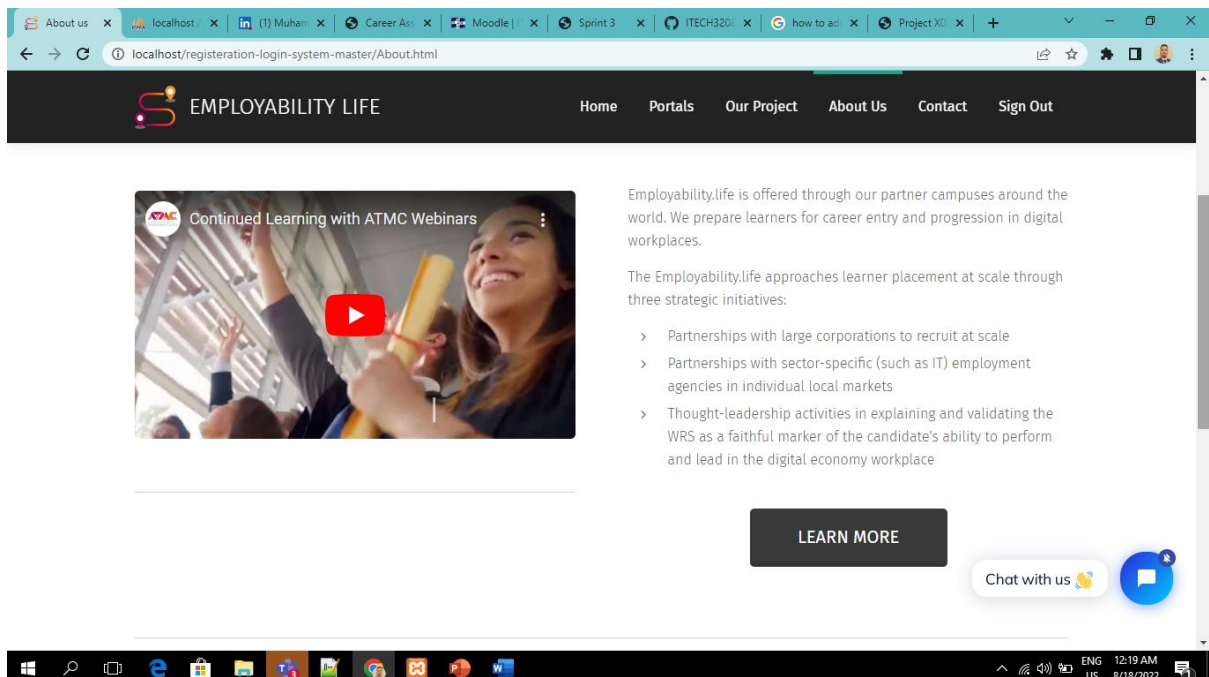 About us
localhost /
(1) Muham
Career Ass
Moodle | I
Sprint 3
ITECH3208
how to ad
Project X0
localhost/registeration-login-system-master/About.html
EMPLOYABILITY LIFE
Home Portals Our Project About Us Contact Sign Out
ATMC
Continued Learning with ATMC Webinars
Employability.life is offered through our partner campuses around the
world. We prepare learners for career entry and progression in digital
workplaces.
The Employability.life approaches learner placement at scale through
three strategic initiatives:
> Partnerships with large corporations to recruit at scale
> Partnerships with sector-specific (such as IT) employment
agencies in individual local markets
> Thought-leadership activities in explaining and validating the
WRS as a faithful marker of the candidate's ability to perform
and lead in the digital economy workplace
LEARN MORE
Chat with us 👋
ENG 12:19 AM
US 8/18/2022